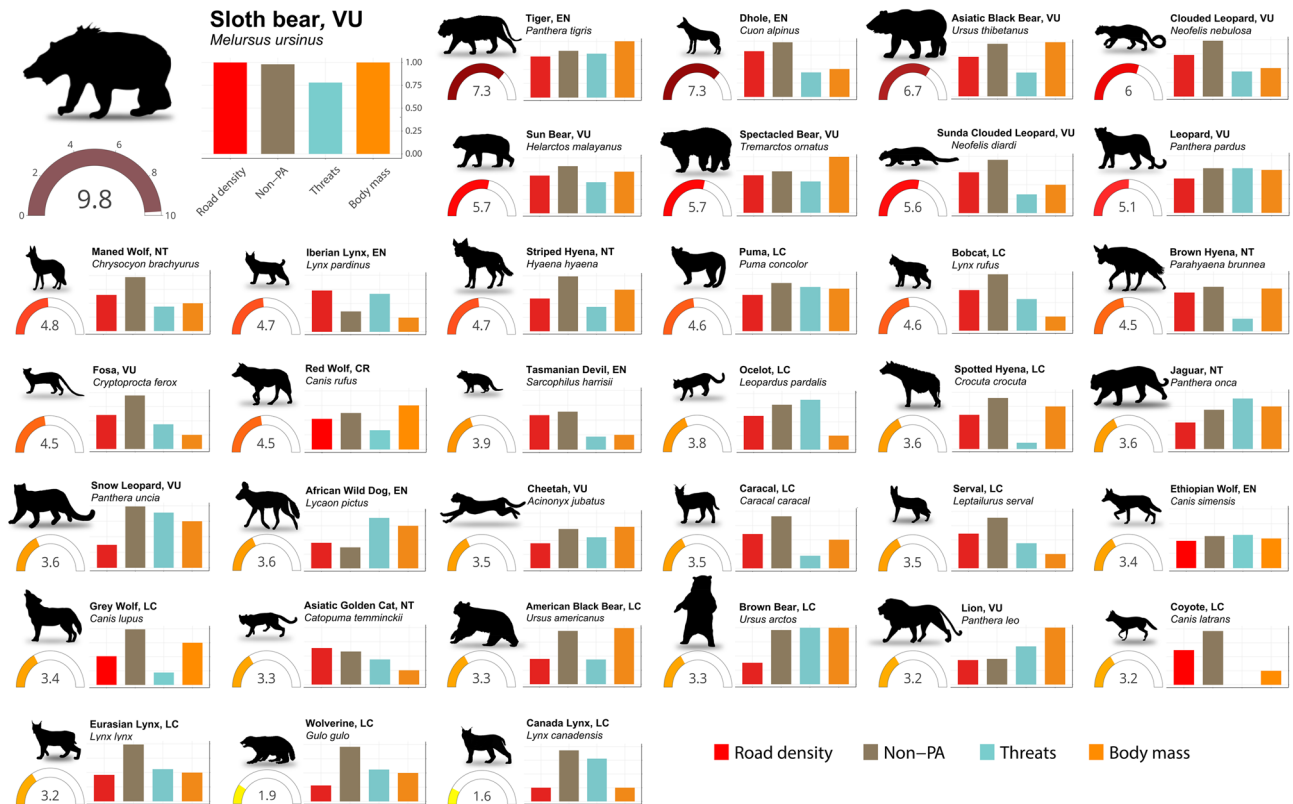 Sloth bear, VU
Melursus ursinus
1.00
0.75
0.50
0.25
0.00
Road density
Non–PA
Threats
Body mass
0
2
4
6
8
10
9.8
Tiger, EN
Panthera tigris
7.3
Dhole, EN
Cuon alpinus
7.3
Asiatic Black Bear, VU
Ursus thibetanus
6.7
Clouded Leopard, VU
Neofelis nebulosa
6
Sun Bear, VU
Helarctos malayanus
5.7
Spectacled Bear, VU
Tremarctos ornatus
5.7
Sunda Clouded Leopard, VU
Neofelis diardi
5.6
Leopard, VU
Panthera pardus
5.1
Maned Wolf, NT
Chrysocyon brachyurus
4.8
Iberian Lynx, EN
Lynx pardinus
4.7
Striped Hyena, NT
Hyaena hyaena
4.7
Puma, LC
Puma concolor
4.6
Bobcat, LC
Lynx rufus
4.6
Brown Hyena, NT
Parahyaena brunnea
4.5
Fosa, VU
Cryptoprocta ferox
4.5
Red Wolf, CR
Canis rufus
4.5
Tasmanian Devil, EN
Sarcophilus harrisii
3.9
Ocelot, LC
Leopardus pardalis
3.8
Spotted Hyena, LC
Crocuta crocuta
3.6
Jaguar, NT
Panthera onca
3.6
Snow Leopard, VU
Panthera uncia
3.6
African Wild Dog, EN
Lycaon pictus
3.6
Cheetah, VU
Acinonyx jubatus
3.5
Caracal, LC
Caracal caracal
3.5
Serval, LC
Leptailurus serval
3.5
Ethiopian Wolf, EN
Canis simensis
3.4
Grey Wolf, LC
Canis lupus
3.4
Asiatic Golden Cat, NT
Catopuma temminckii
3.3
American Black Bear, LC
Ursus americanus
3.3
Brown Bear, LC
Ursus arctos
3.3
Lion, VU
Panthera leo
3.2
Coyote, LC
Canis latrans
3.2
Eurasian Lynx, LC
Lynx lynx
3.2
Wolverine, LC
Gulo gulo
1.9
Canada Lynx, LC
Lynx canadensis
1.6
Road density
Non–PA
Threats
Body mass